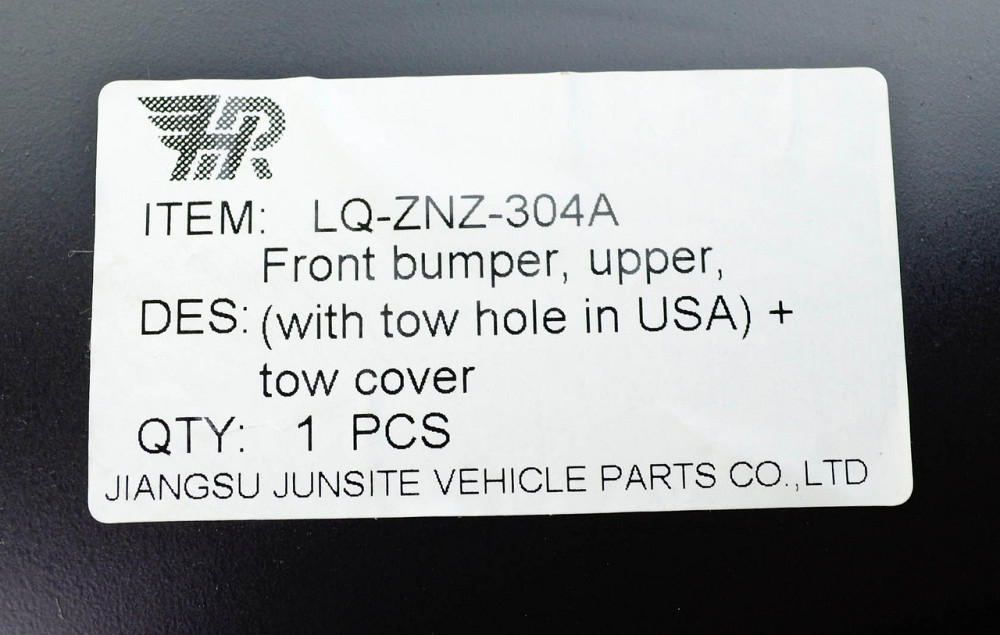 HR
ITEM: LQ-ZNZ-304A
Front bumper, upper,
DES: (with tow hole in USA) +
tow cover
QTY: 1 PCS
JIANGSU JUNSITE VEHICLE PARTS CO.,LTD